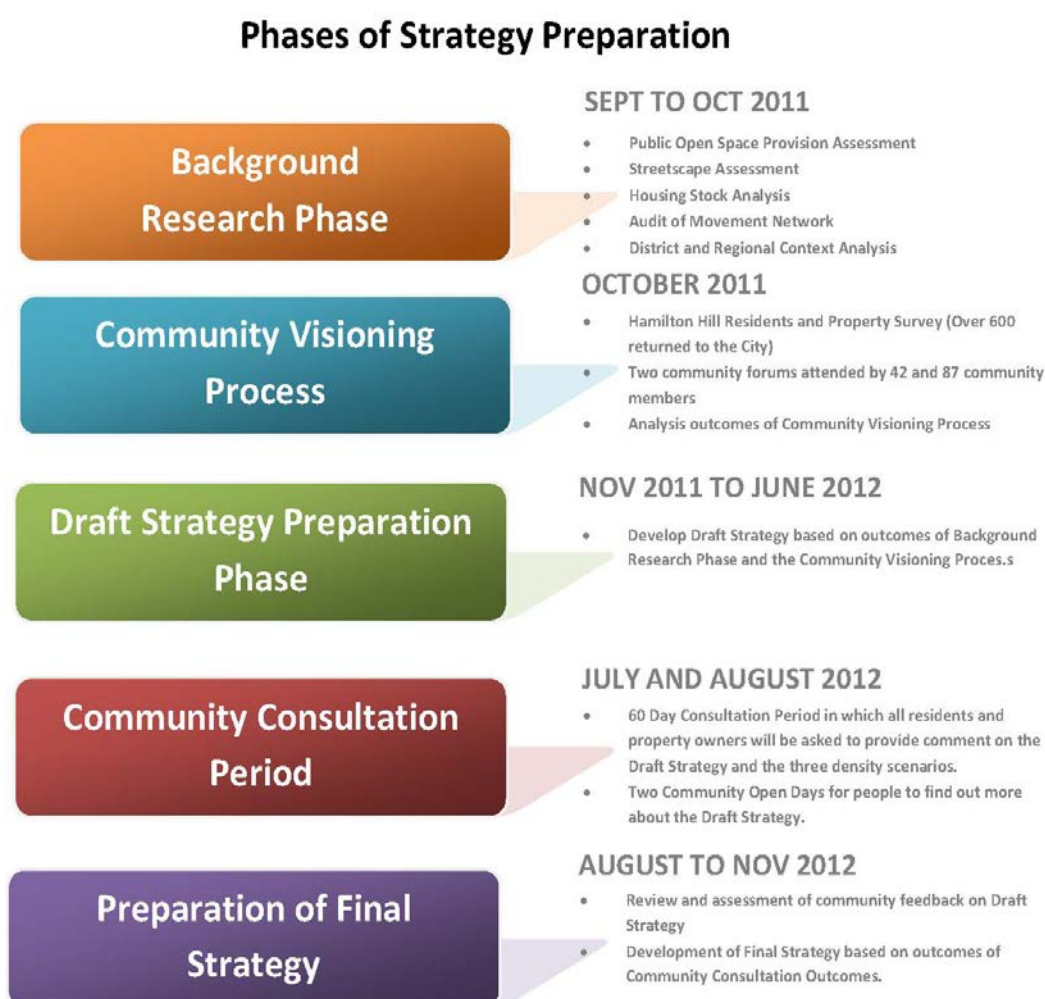 Phases of Strategy Preparation
Background
Research Phase
SEPT TO OCT 2011
• Public Open Space Provision Assessment
• Streetscape Assessment
• Housing Stock Analysis
• Audit of Movement Network
• District and Regional Context Analysis
Community Visioning
Process
OCTOBER 2011
• Hamilton Hill Residents and Property Survey (Over 600
returned to the City)
• Two community forums attended by 42 and 87 community
members
• Analysis outcomes of Community Visioning Process
Draft Strategy Preparation
Phase
NOV 2011 TO JUNE 2012
• Develop Draft Strategy based on outcomes of Background
Research Phase and the Community Visioning Proces.s
Community Consultation
Period
JULY AND AUGUST 2012
• 60 Day Consultation Period in which all residents and
property owners will be asked to provide comment on the
Draft Strategy and the three density scenarios.
• Two Community Open Days for people to find out more
about the Draft Strategy.
Preparation of Final
Strategy
AUGUST TO NOV 2012
• Review and assessment of community feedback on Draft
Strategy
• Development of Final Strategy based on outcomes of
Community Consultation Outcomes.